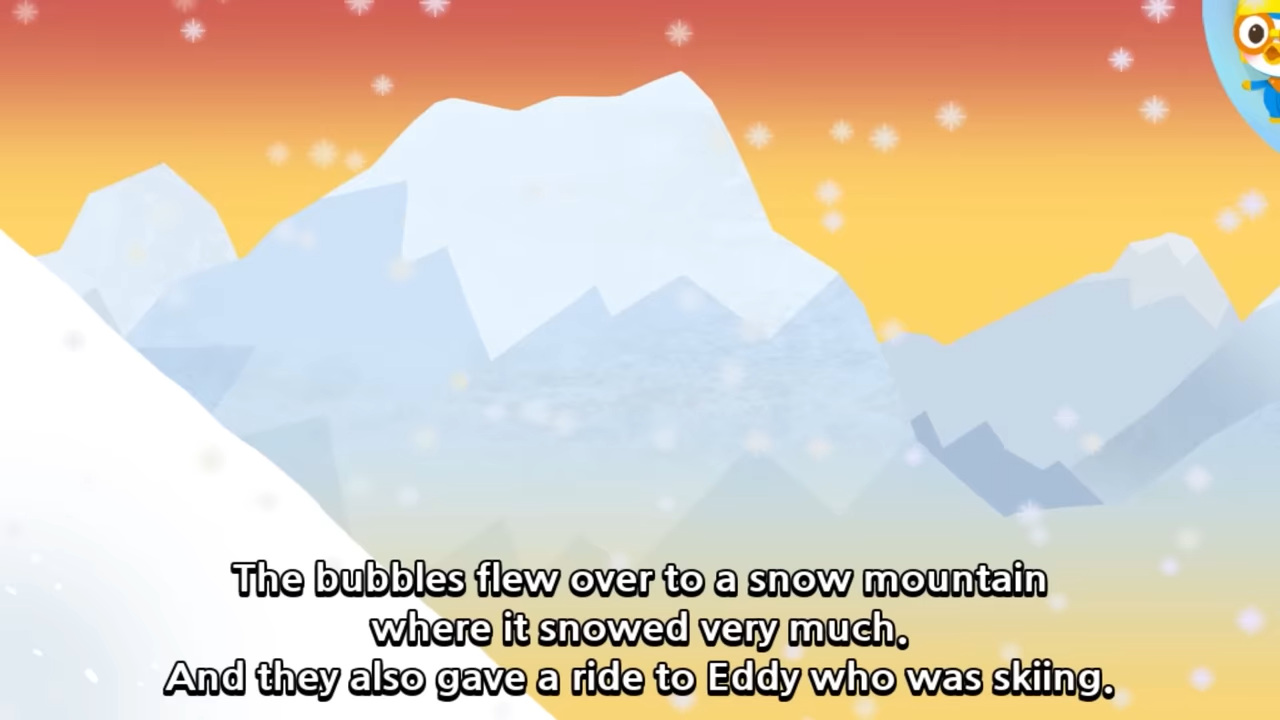 The bubbles flew over to a snow mountain
where it snowed very much.
And they also gave a ride to Eddy who was skiing.